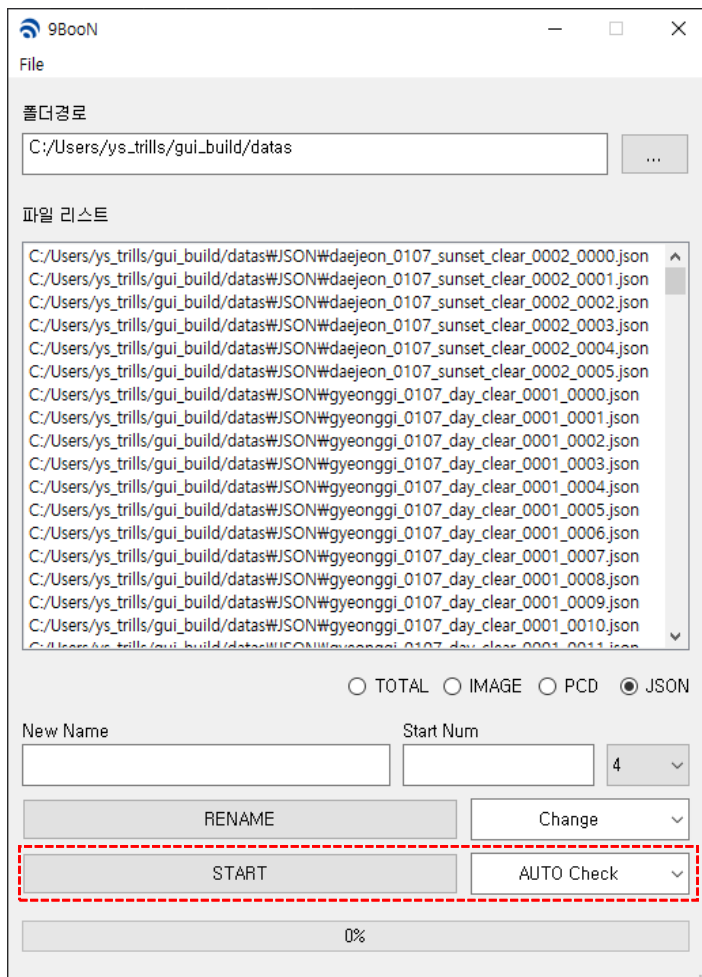 9BooN
File
폴더경로
C:/Users/ys_trills/gui_build/datas
...
파일 리스트
C:/Users/ys_trills/gui_build/datas₩JSON₩daejeon_0107_sunset_clear_0002_0000.json
C:/Users/ys_trills/gui_build/datas₩JSON₩daejeon_0107_sunset_clear_0002_0001.json
C:/Users/ys_trills/gui_build/datas₩JSON₩daejeon_0107_sunset_clear_0002_0002.json
C:/Users/ys_trills/gui_build/datas₩JSON₩daejeon_0107_sunset_clear_0002_0003.json
C:/Users/ys_trills/gui_build/datas₩JSON₩daejeon_0107_sunset_clear_0002_0004.json
C:/Users/ys_trills/gui_build/datas₩JSON₩daejeon_0107_sunset_clear_0002_0005.json
C:/Users/ys_trills/gui_build/datas₩JSON₩gyeonggi_0107_day_clear_0001_0000.json
C:/Users/ys_trills/gui_build/datas₩JSON₩gyeonggi_0107_day_clear_0001_0001.json
C:/Users/ys_trills/gui_build/datas₩JSON₩gyeonggi_0107_day_clear_0001_0002.json
C:/Users/ys_trills/gui_build/datas₩JSON₩gyeonggi_0107_day_clear_0001_0003.json
C:/Users/ys_trills/gui_build/datas₩JSON₩gyeonggi_0107_day_clear_0001_0004.json
C:/Users/ys_trills/gui_build/datas₩JSON₩gyeonggi_0107_day_clear_0001_0005.json
C:/Users/ys_trills/gui_build/datas₩JSON₩gyeonggi_0107_day_clear_0001_0006.json
C:/Users/ys_trills/gui_build/datas₩JSON₩gyeonggi_0107_day_clear_0001_0007.json
C:/Users/ys_trills/gui_build/datas₩JSON₩gyeonggi_0107_day_clear_0001_0008.json
C:/Users/ys_trills/gui_build/datas₩JSON₩gyeonggi_0107_day_clear_0001_0009.json
C:/Users/ys_trills/gui_build/datas₩JSON₩gyeonggi_0107_day_clear_0001_0010.json
C:/Users/ys_trills/gui_build/datas₩JSON₩gyeonggi_0107_day_clear_0001_0011.json
TOTAL IMAGE PCD JSON
New Name Start Num
4
RENAME Change
START AUTO Check
0%